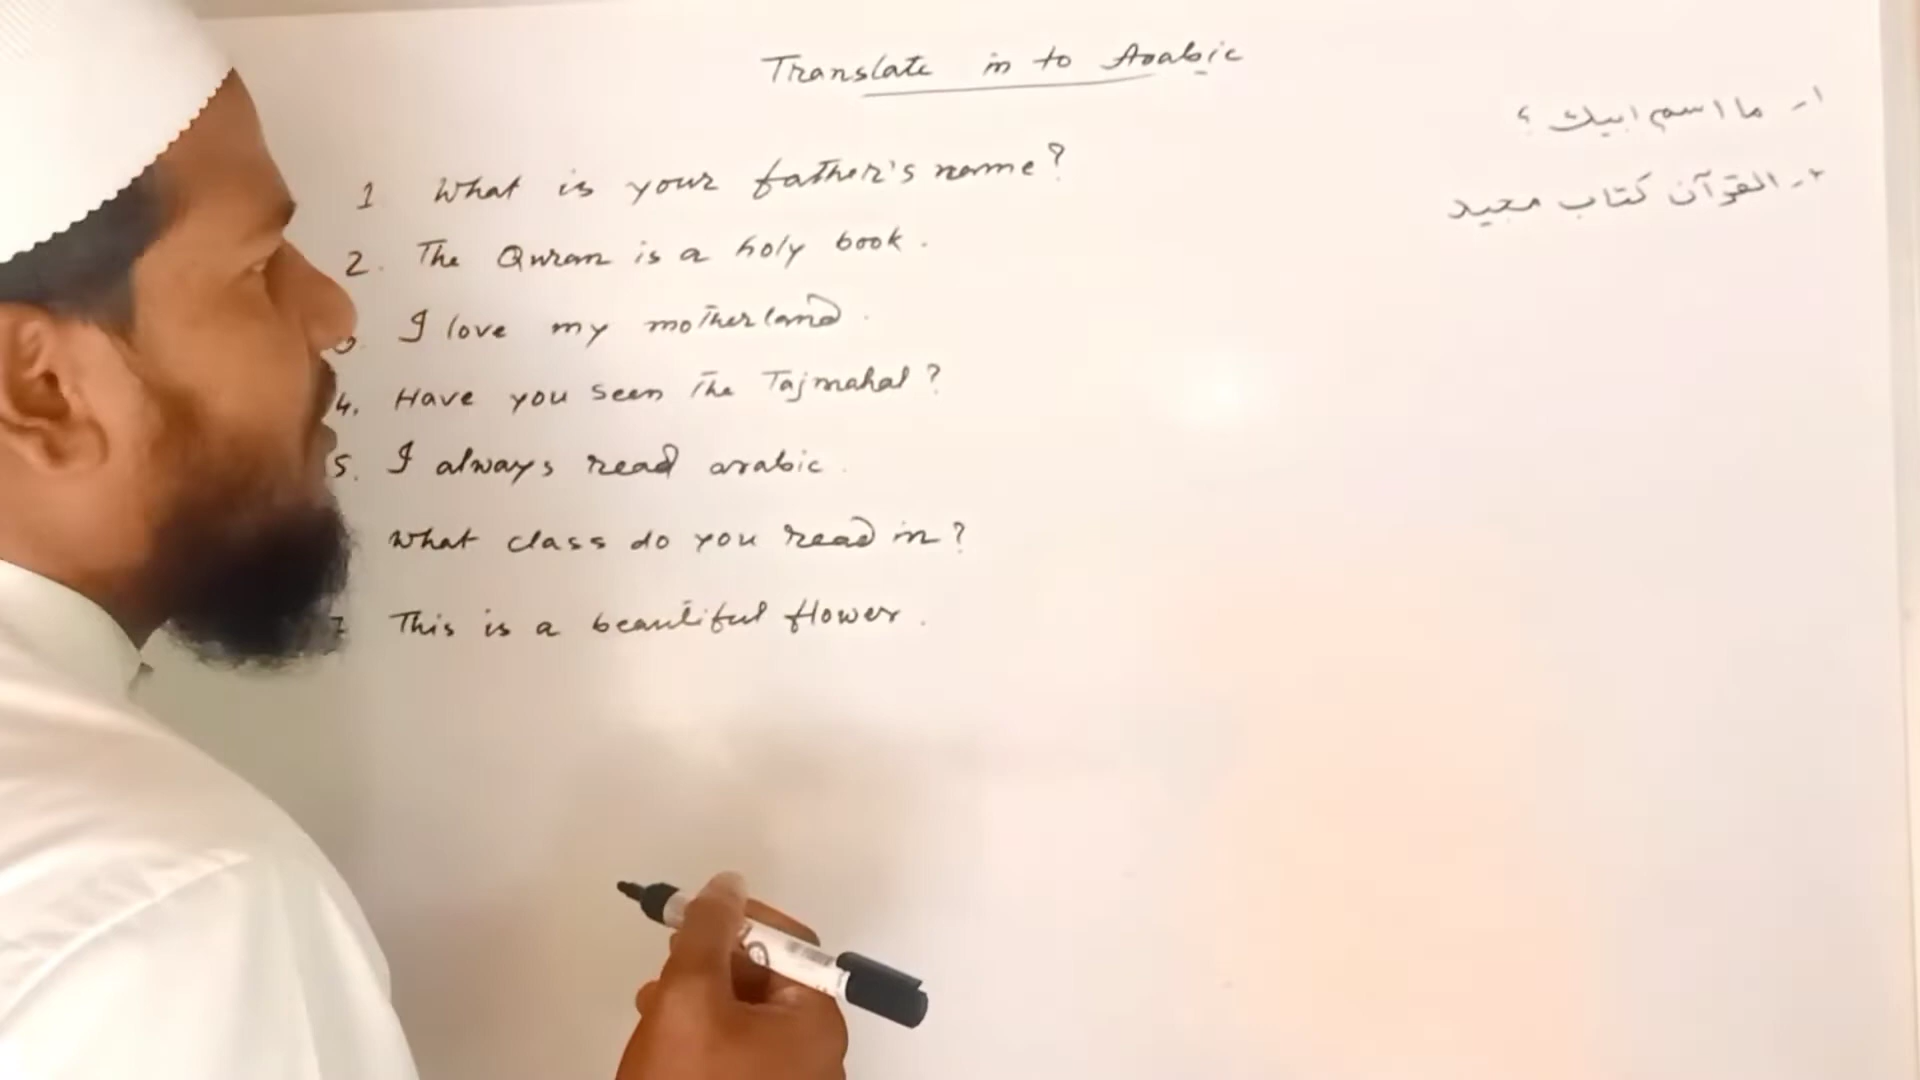 Translate in to Arabic
1 What is your father's name?
2. The Quran is a holy book.
3. I love my motherland.
4. Have you seen the Tajmahal?
5. I always read arabic.
What class do you read in?
7 This is a beautiful flower.
١- ما اسم ابيك ؟
٢- القرآن كتاب مجيد